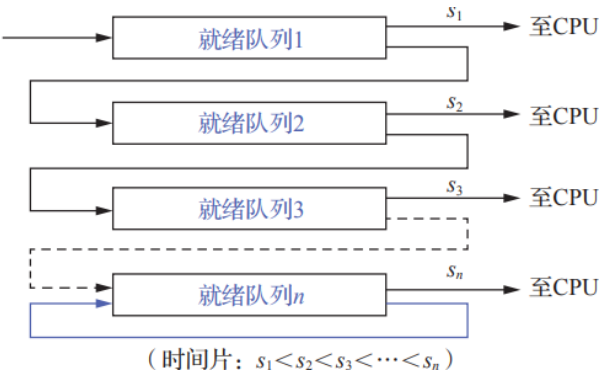 s₁
至CPU
就绪队列1
s₂
至CPU
就绪队列2
s₃
至CPU
就绪队列3
sₙ
至CPU
就绪队列n
（时间片：s₁<s₂<s₃<⋯<sₙ）